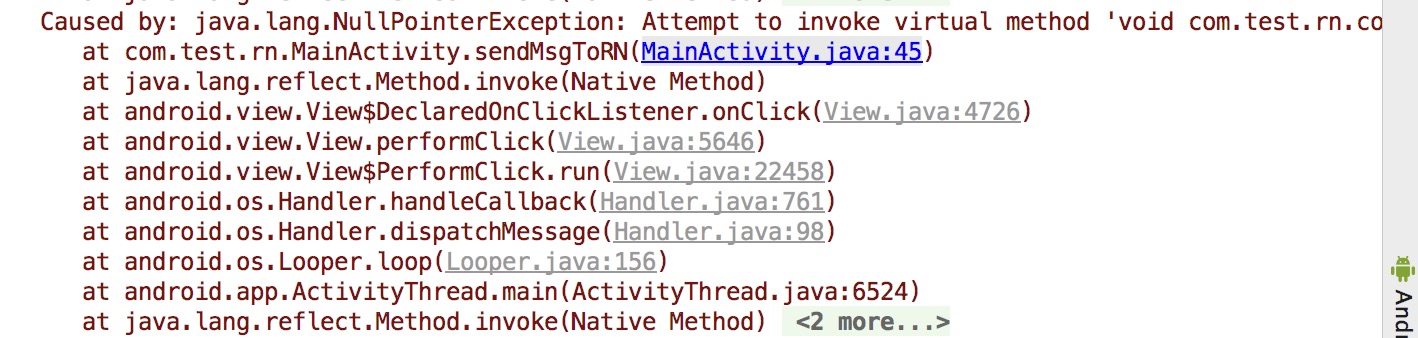 Caused by: java.lang.NullPointerException: Attempt to invoke virtual method 'void com.test.rn.co
at com.test.rn.MainActivity.sendMsgToRN(MainActivity.java:45)
at java.lang.reflect.Method.invoke(Native Method)
at android.view.View$DeclaredOnClickListener.onClick(View.java:4726)
at android.view.View.performClick(View.java:5646)
at android.view.View$PerformClick.run(View.java:22458)
at android.os.Handler.handleCallback(Handler.java:761)
at android.os.Handler.dispatchMessage(Handler.java:98)
at android.os.Looper.loop(Looper.java:156)
at android.app.ActivityThread.main(ActivityThread.java:6524)
at java.lang.reflect.Method.invoke(Native Method) <2 more...>